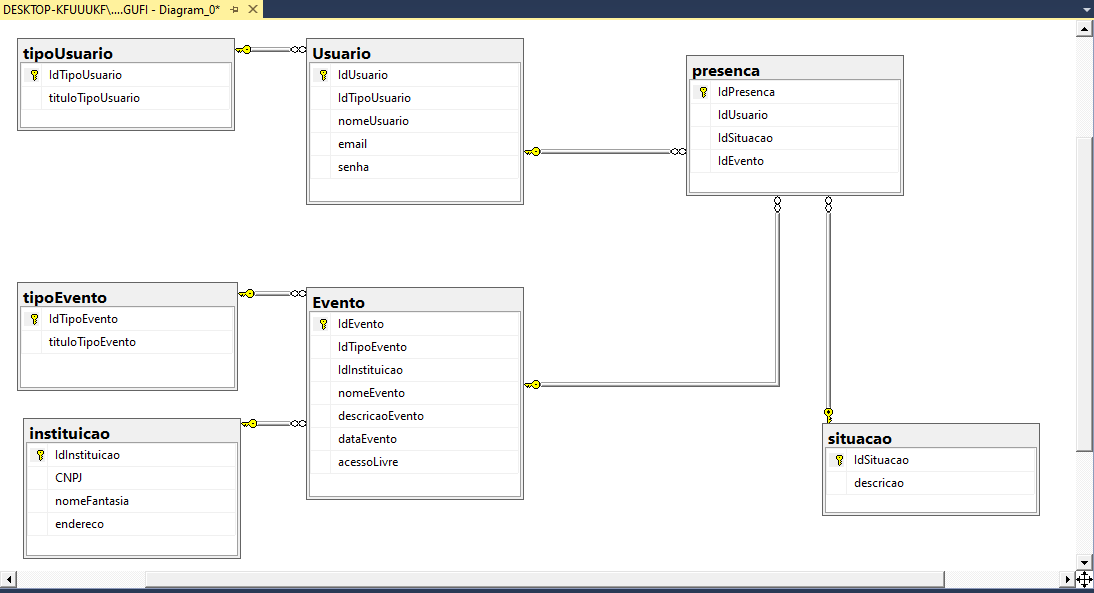 DESKTOP-KFUUUKF\....GUFI - Diagram_0*
tipoUsuario
IdTipoUsuario
tituloTipoUsuario
Usuario
IdUsuario
IdTipoUsuario
nomeUsuario
email
senha
presenca
IdPresenca
IdUsuario
IdSituacao
IdEvento
tipoEvento
IdTipoEvento
tituloTipoEvento
Evento
IdEvento
IdTipoEvento
IdInstituicao
nomeEvento
descricaoEvento
dataEvento
acessoLivre
instituicao
IdInstituicao
CNPJ
nomeFantasia
endereco
situacao
IdSituacao
descricao